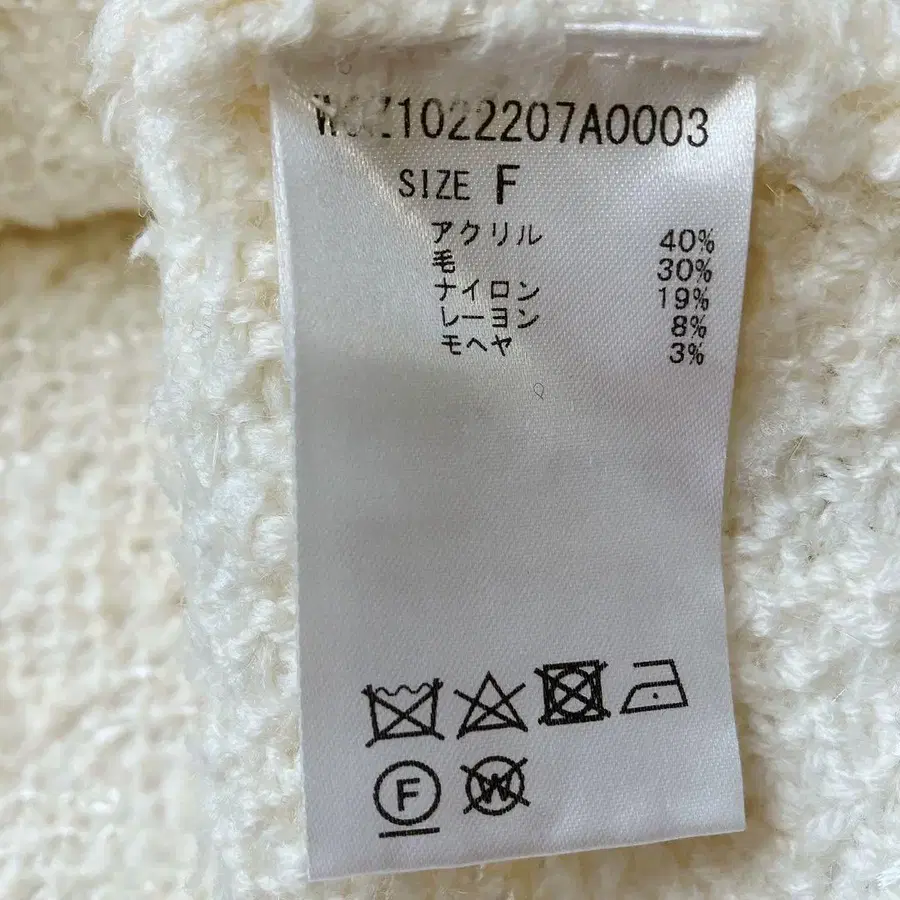 WCZ1022207A0003
SIZE F
アクリル 40%
毛 30%
ナイロン 19%
レーヨン 8%
モヘヤ 3%
F W